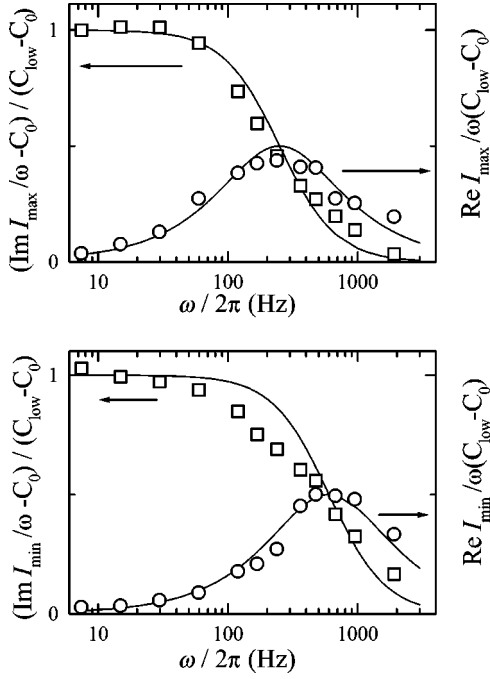 1
0
(Im I_max /ω - C_0) / (C_low - C_0)
Re I_max /ω(C_low - C_0)
10 100 1000
ω / 2π (Hz)
1
0
(Im I_min /ω - C_0) / (C_low - C_0)
Re I_min /ω(C_low - C_0)
10 100 1000
ω / 2π (Hz)